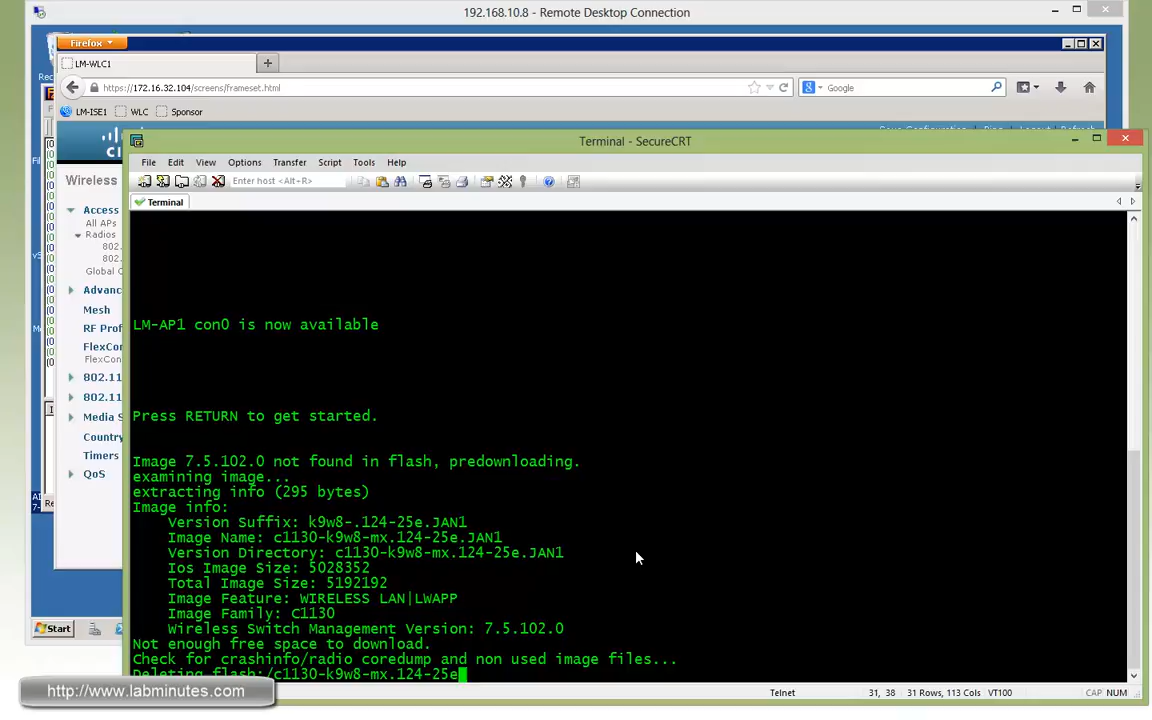 192.168.10.8 - Remote Desktop Connection
Firefox
LM-WLC1
https://172.16.32.104/screens/frameset.html
Google
LM-ISE1 WLC Sponsor
Terminal - SecureCRT
File Edit View Options Transfer Script Tools Help
Enter host <Alt+R>
Terminal
Wireless
Access
All APs
Radios
802.
802.
Global C
Advanc
Mesh
RF Prof
FlexCon
FlexCon
802.11
802.11
Media S
Country
Timers
QoS
LM-AP1 con0 is now available
Press RETURN to get started.
Image 7.5.102.0 not found in flash, predownloading.
examining image...
extracting info (295 bytes)
Image info:
Version Suffix: k9w8-.124-25e.JAN1
Image Name: c1130-k9w8-mx.124-25e.JAN1
Version Directory: c1130-k9w8-mx.124-25e.JAN1
Ios Image Size: 5028352
Total Image Size: 5192192
Image Feature: WIRELESS LAN|LWAPP
Image Family: C1130
Wireless Switch Management Version: 7.5.102.0
Not enough free space to download.
Check for crashinfo/radio coredump and non used image files...
Deleting flash:/c1130-k9w8-mx.124-25e
Start
http://www.labminutes.com
Telnet 31, 38 31 Rows, 113 Cols VT100 CAP NUM